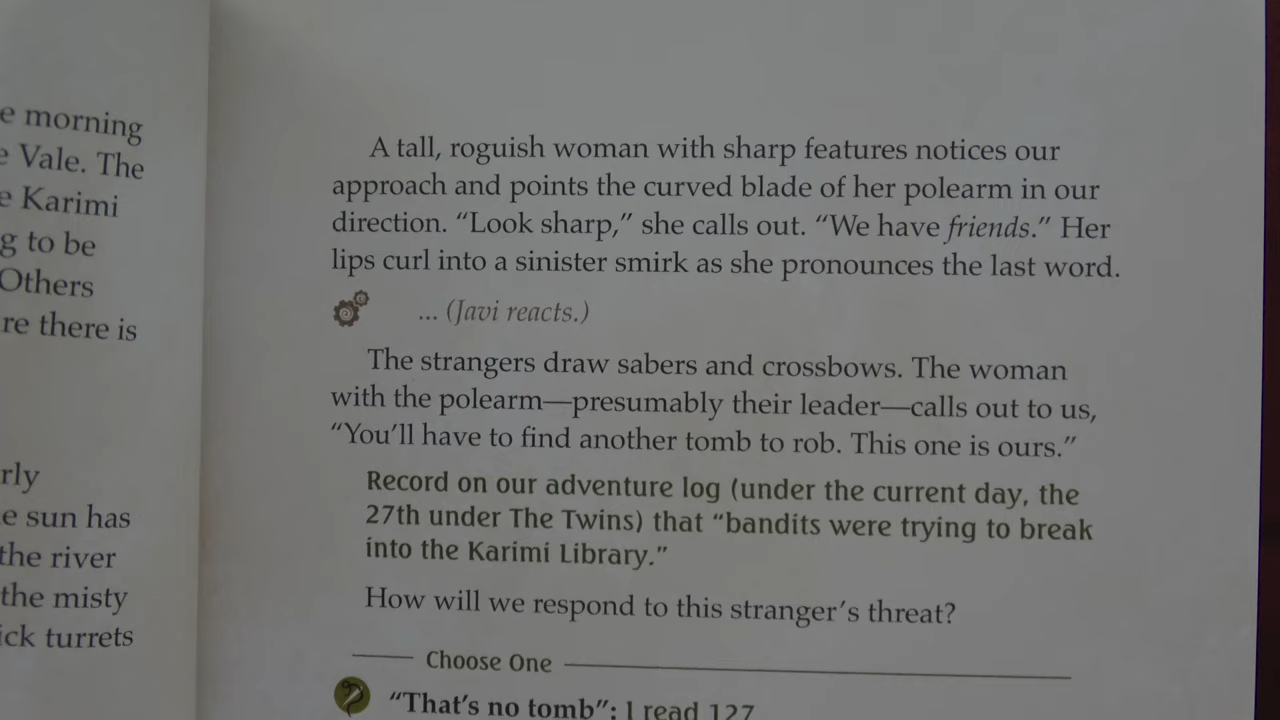 e morning
e Vale. The
e Karimi
g to be
Others
re there is
rly
e sun has
the river
the misty
ick turrets
A tall, roguish woman with sharp features notices our
approach and points the curved blade of her polearm in our
direction. “Look sharp,” she calls out. “We have friends.” Her
lips curl into a sinister smirk as she pronounces the last word.
... (Javi reacts.)
The strangers draw sabers and crossbows. The woman
with the polearm—presumably their leader—calls out to us,
“You’ll have to find another tomb to rob. This one is ours.”
Record on our adventure log (under the current day, the
27th under The Twins) that “bandits were trying to break
into the Karimi Library.”
How will we respond to this stranger’s threat?
Choose One
“That’s no tomb”: I read 127